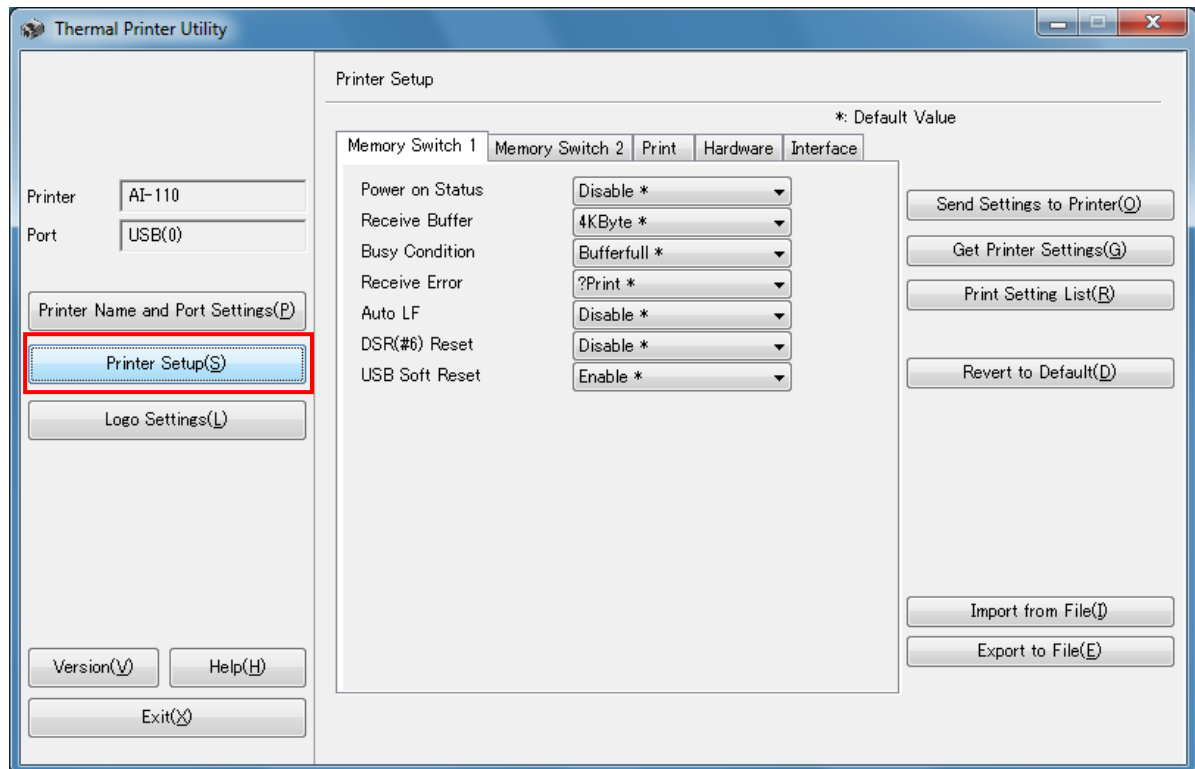 Thermal Printer Utility
Printer Setup
*: Default Value
Memory Switch 1 Memory Switch 2 Print Hardware Interface
Printer AI-110
Port USB(0)
Printer Name and Port Settings(P)
Printer Setup(S)
Logo Settings(L)
Version(V) Help(H)
Exit(X)
Power on Status Disable *
Receive Buffer 4KByte *
Busy Condition Bufferfull *
Receive Error ?Print *
Auto LF Disable *
DSR(#6) Reset Disable *
USB Soft Reset Enable *
Send Settings to Printer(O)
Get Printer Settings(G)
Print Setting List(R)
Revert to Default(D)
Import from File(I)
Export to File(E)